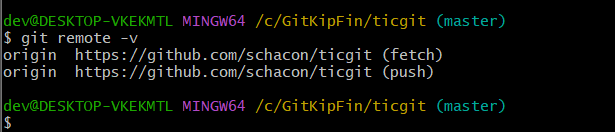 dev@DESKTOP-VKEKMTL MINGW64 /c/GitKipFin/ticgit (master)
$ git remote -v
origin  https://github.com/schacon/ticgit (fetch)
origin  https://github.com/schacon/ticgit (push)
dev@DESKTOP-VKEKMTL MINGW64 /c/GitKipFin/ticgit (master)
$